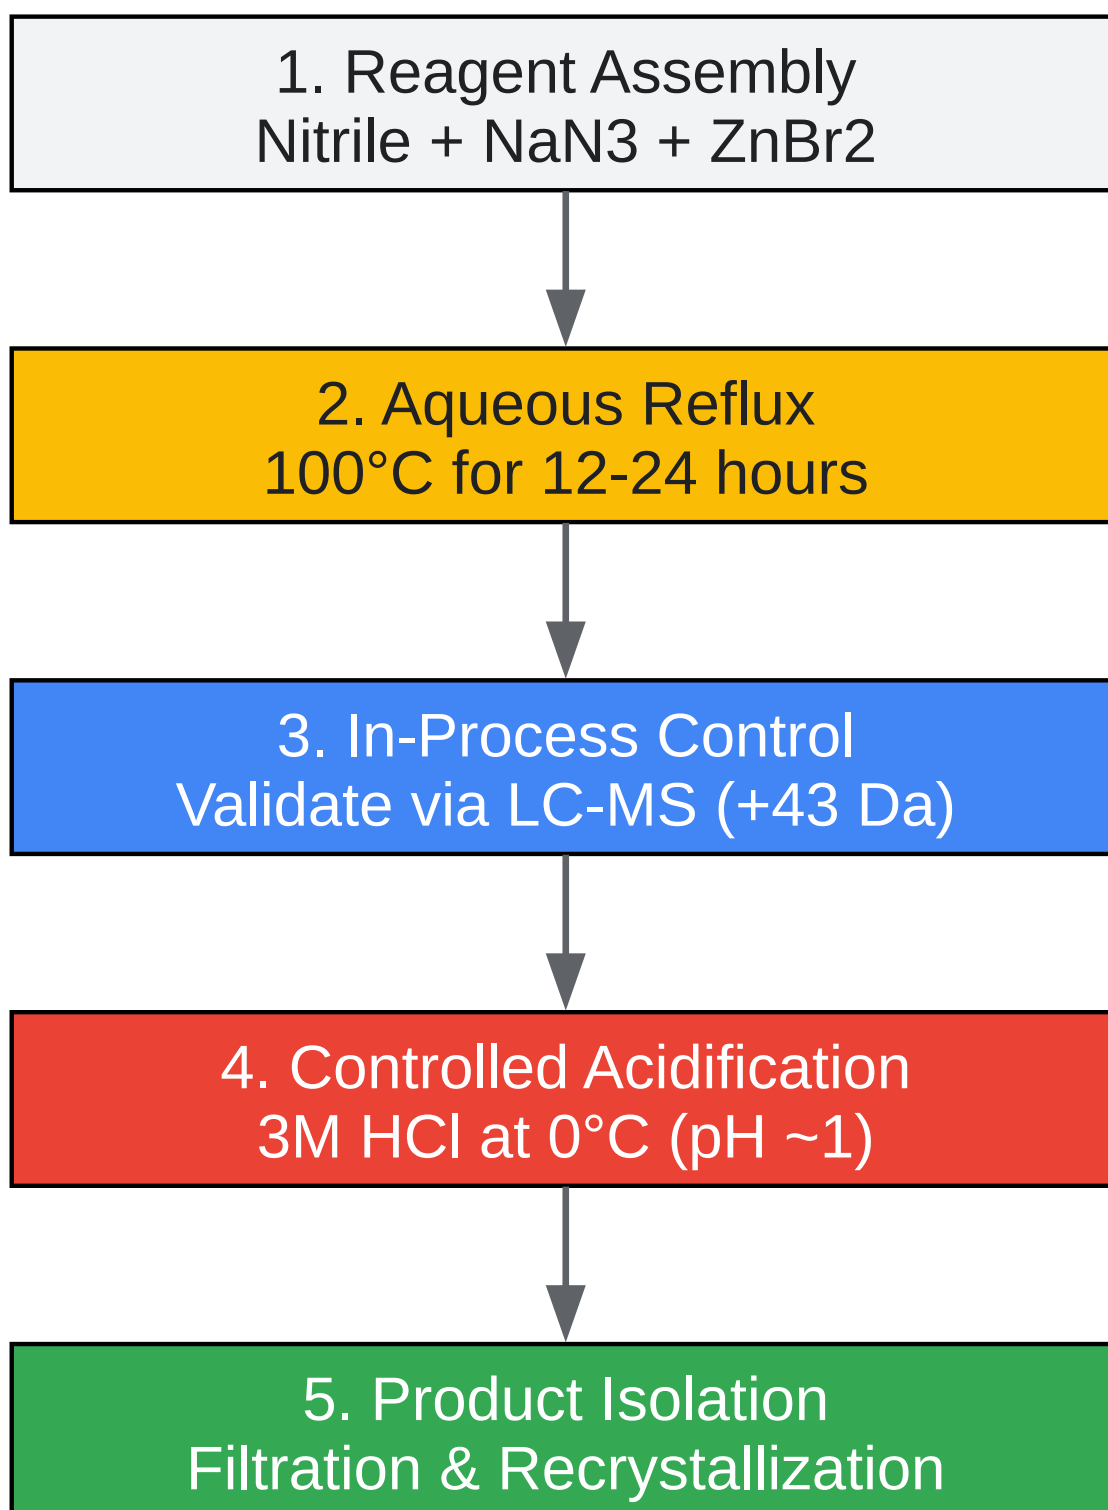 1. Reagent Assembly
Nitrile + NaN3 + ZnBr2
2. Aqueous Reflux
100°C for 12-24 hours
3. In-Process Control
Validate via LC-MS (+43 Da)
4. Controlled Acidification
3M HCl at 0°C (pH ~1)
5. Product Isolation
Filtration & Recrystallization